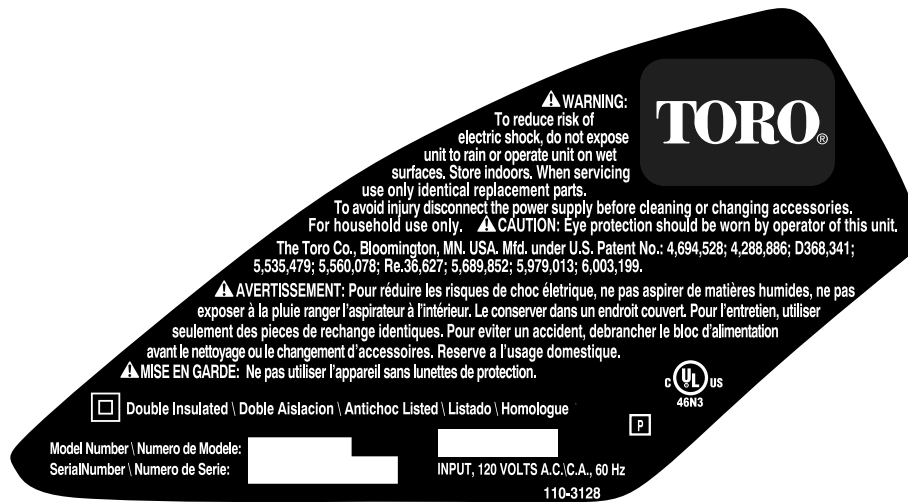 TORO®
WARNING:
To reduce risk of
electric shock, do not expose
unit to rain or operate unit on wet
surfaces. Store indoors. When servicing
use only identical replacement parts.
To avoid injury disconnect the power supply before cleaning or changing accessories.
For household use only. CAUTION: Eye protection should be worn by operator of this unit.
The Toro Co., Bloomington, MN. USA. Mfd. under U.S. Patent No.: 4,694,528; 4,288,886; D368,341;
5,535,479; 5,560,078; Re.36,627; 5,689,852; 5,979,013; 6,003,199.
AVERTISSEMENT: Pour réduire les risques de choc életrique, ne pas aspirer de matières humides, ne pas
exposer à la pluie ranger l'aspirateur à l'intérieur. Le conserver dans un endroit couvert. Pour l'entretien, utiliser
seulement des pieces de rechange identiques. Pour eviter un accident, debrancher le bloc d'alimentation
avant le nettoyage ou le changement d'accessoires. Reserve a l'usage domestique.
MISE EN GARDE: Ne pas utiliser l'appareil sans lunettes de protection.
C UL US
46N3
Double Insulated \ Doble Aislacion \ Antichoc Listed \ Listado \ Homologue
P
Model Number \ Numero de Modele:
SerialNumber \ Numero de Serie:
INPUT, 120 VOLTS A.C.\C.A., 60 Hz
110-3128